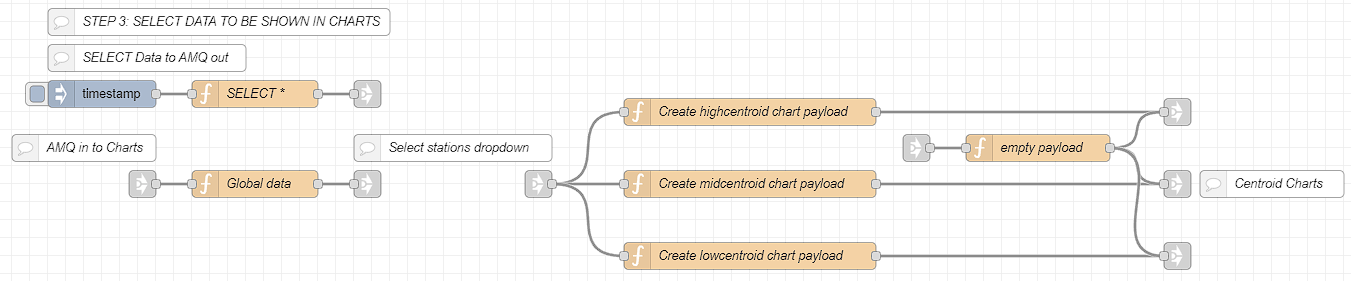 STEP 3: SELECT DATA TO BE SHOWN IN CHARTS
SELECT Data to AMQ out
timestamp
SELECT *
Create highcentroid chart payload
AMQ in to Charts
Select stations dropdown
empty payload
Global data
Create midcentroid chart payload
Centroid Charts
Create lowcentroid chart payload